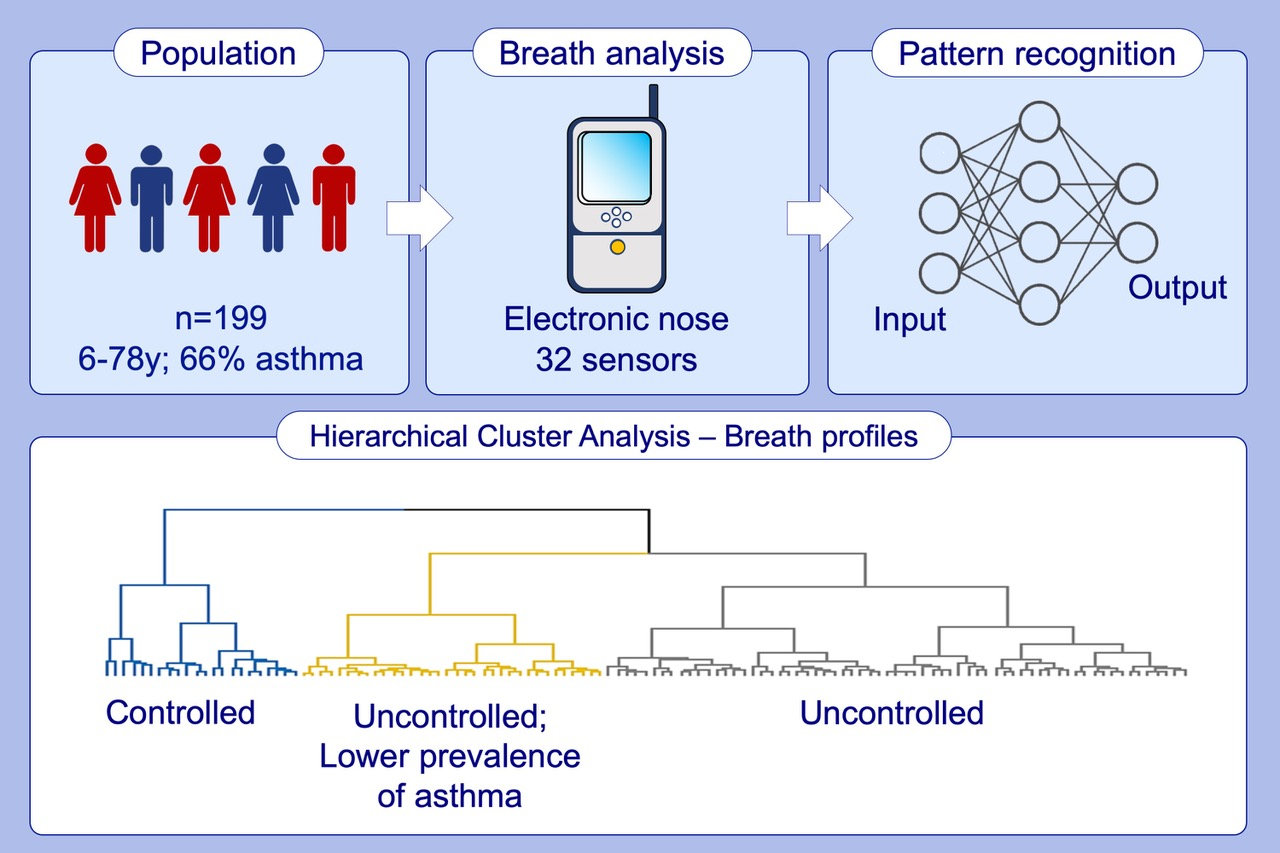 Population
n=199
6-78y; 66% asthma
Breath analysis
Electronic nose
32 sensors
Pattern recognition
Input
Output
Hierarchical Cluster Analysis – Breath profiles
Controlled
Uncontrolled;
Lower prevalence
of asthma
Uncontrolled